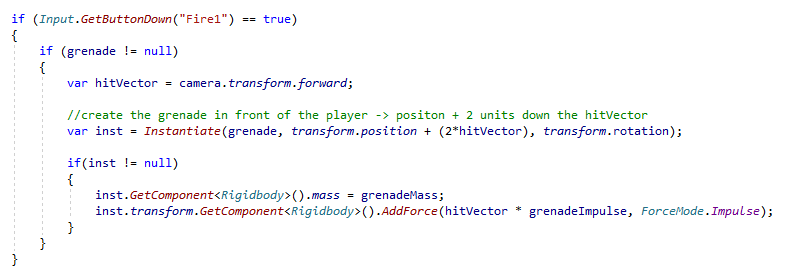 if (Input.GetButtonDown("Fire1") == true)
{
if (grenade != null)
{
var hitVector = camera.transform.forward;
//create the grenade in front of the player -> positon + 2 units down the hitVector
var inst = Instantiate(grenade, transform.position + (2*hitVector), transform.rotation);
if(inst != null)
{
inst.GetComponent<Rigidbody>().mass = grenadeMass;
inst.transform.GetComponent<Rigidbody>().AddForce(hitVector * grenadeImpulse, ForceMode.Impulse);
}
}
}